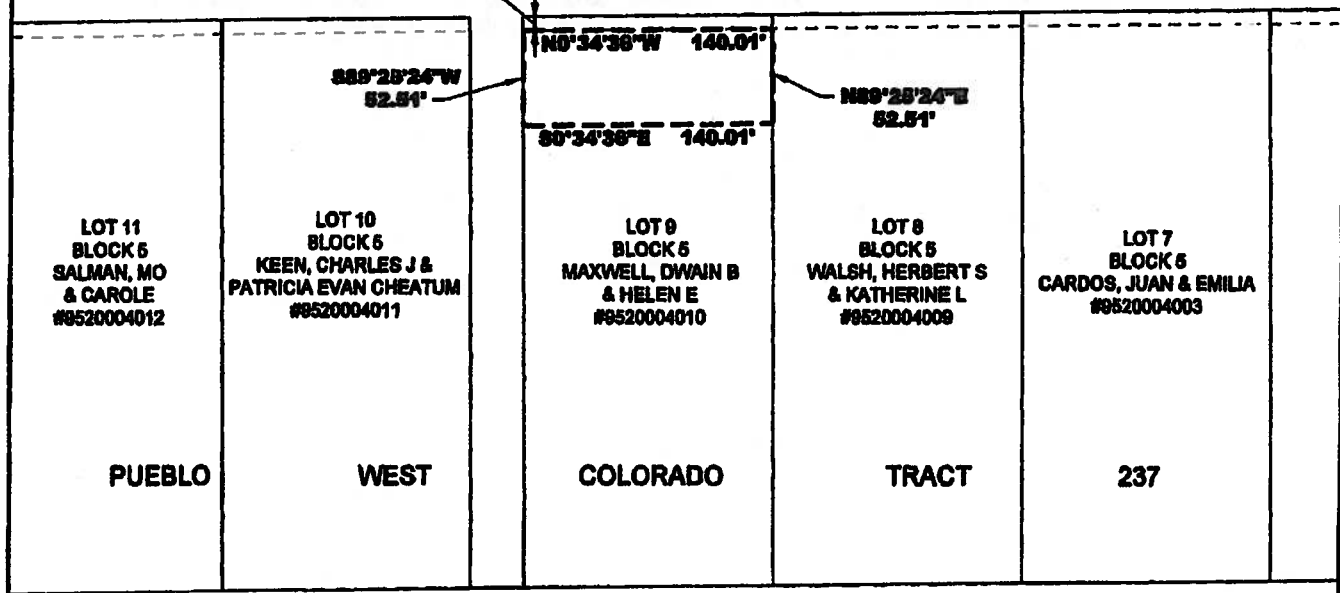 N0°34'36"W 140.01'
S89°25'24"W
52.51'
N89°25'24"E
52.51'
S0°34'36"E 140.01'
LOT 11
BLOCK 5
SALMAN, MO
& CAROLE
#9520004012
LOT 10
BLOCK 5
KEEN, CHARLES J &
PATRICIA EVAN CHEATUM
#9520004011
LOT 9
BLOCK 5
MAXWELL, DWAIN B
& HELEN E
#9520004010
LOT 8
BLOCK 5
WALSH, HERBERT S
& KATHERINE L
#9520004009
LOT 7
BLOCK 5
CARDOS, JUAN & EMILIA
#9520004003
PUEBLO WEST COLORADO TRACT 237